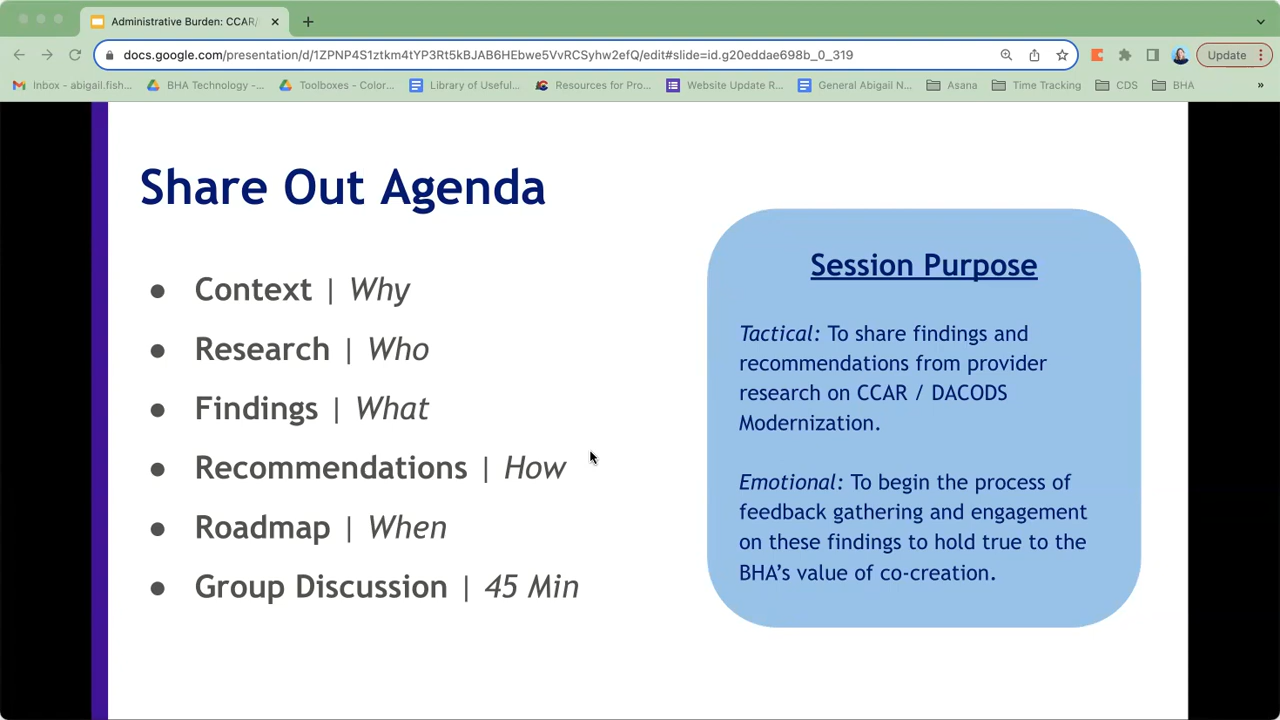 Administrative Burden: CCAR/
docs.google.com/presentation/d/1ZPNP4S1ztkm4tYP3Rt5kBJAB6HEbwe5VvRCSyhw2efQ/edit#slide=id.g20eddae698b_0_319
Update
Inbox - abigail.fish...
BHA Technology -...
Toolboxes - Color...
Library of Useful...
Resources for Pro...
Website Update R...
General Abigail N...
Asana
Time Tracking
CDS
BHA
»
Share Out Agenda
● Context | Why
● Research | Who
● Findings | What
● Recommendations | How
● Roadmap | When
● Group Discussion | 45 Min
Session Purpose
Tactical: To share findings and
recommendations from provider
research on CCAR / DACODS
Modernization.
Emotional: To begin the process of
feedback gathering and engagement
on these findings to hold true to the
BHA's value of co-creation.